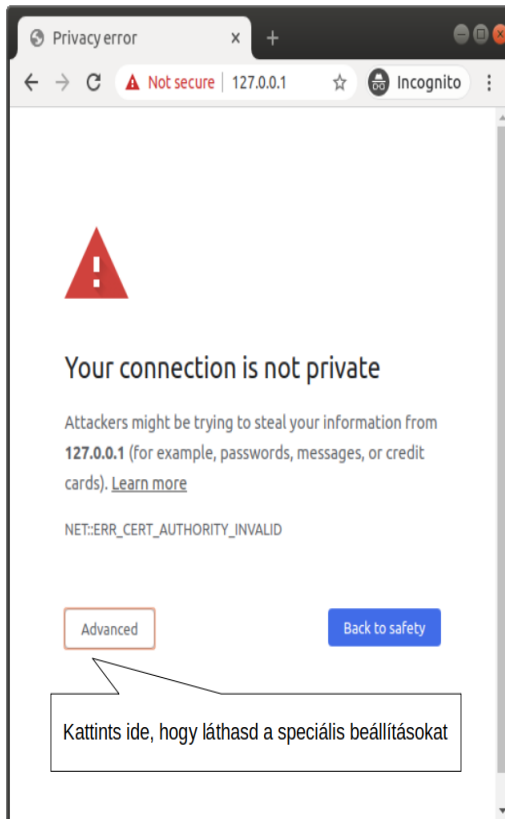 Privacy error
Not secure 127.0.0.1 Incognito
Your connection is not private
Attackers might be trying to steal your information from
127.0.0.1 (for example, passwords, messages, or credit
cards). Learn more
NET::ERR_CERT_AUTHORITY_INVALID
Advanced Back to safety
Kattints ide, hogy láthasd a speciális beállításokat